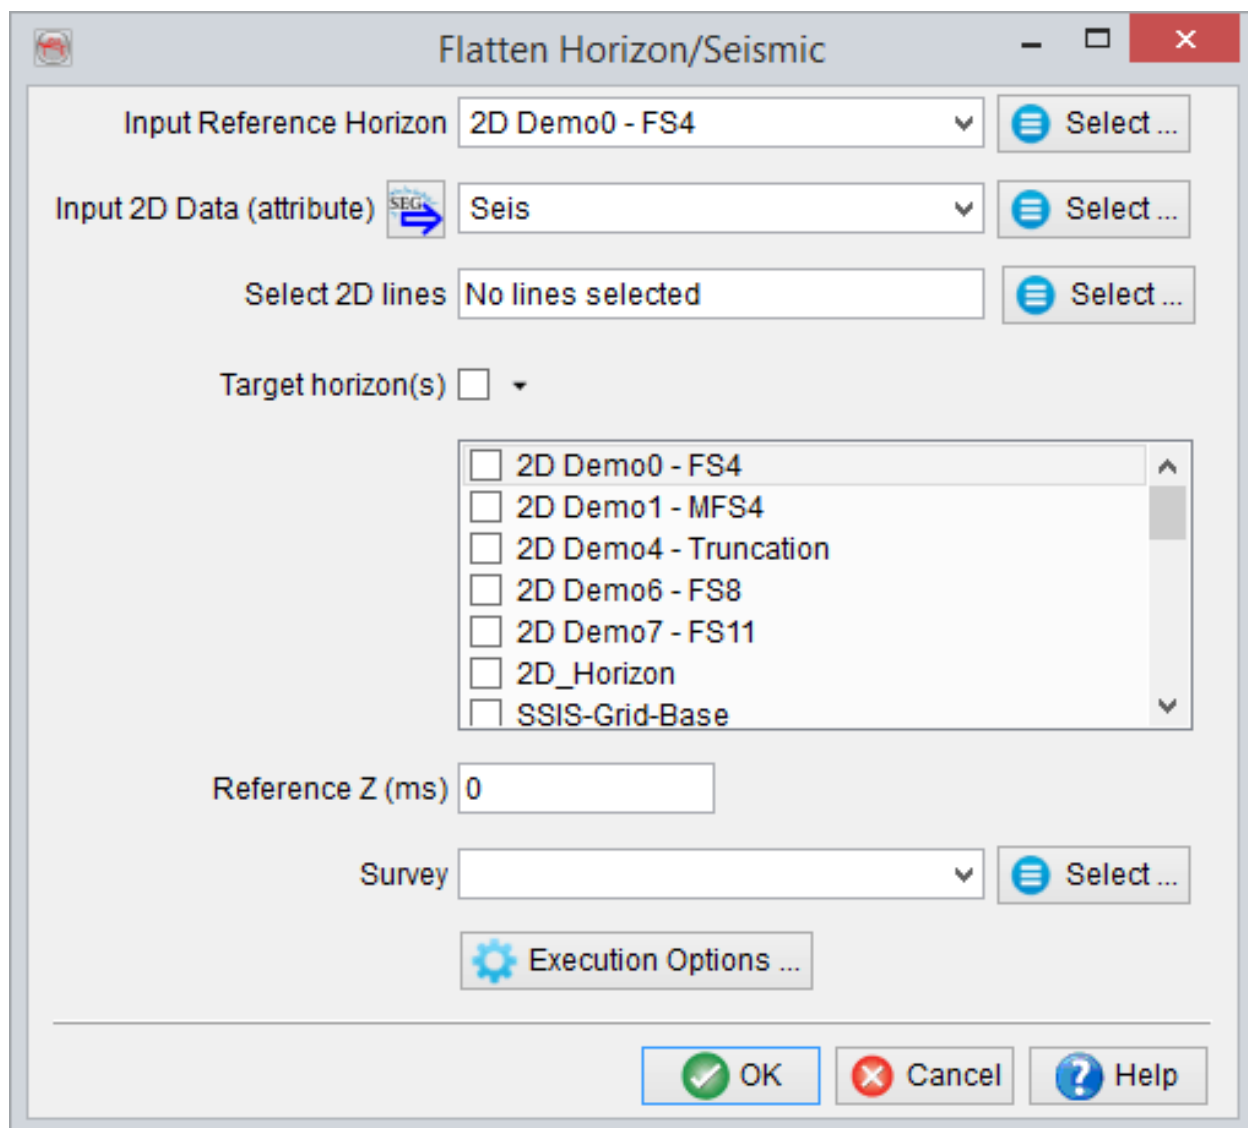 Flatten Horizon/Seismic
Input Reference Horizon 2D Demo0 - FS4 Select ...
Input 2D Data (attribute) SEG Seis Select ...
Select 2D lines No lines selected Select ...
Target horizon(s)
2D Demo0 - FS4
2D Demo1 - MFS4
2D Demo4 - Truncation
2D Demo6 - FS8
2D Demo7 - FS11
2D_Horizon
SSIS-Grid-Base
Reference Z (ms) 0
Survey Select ...
Execution Options ...
OK Cancel Help